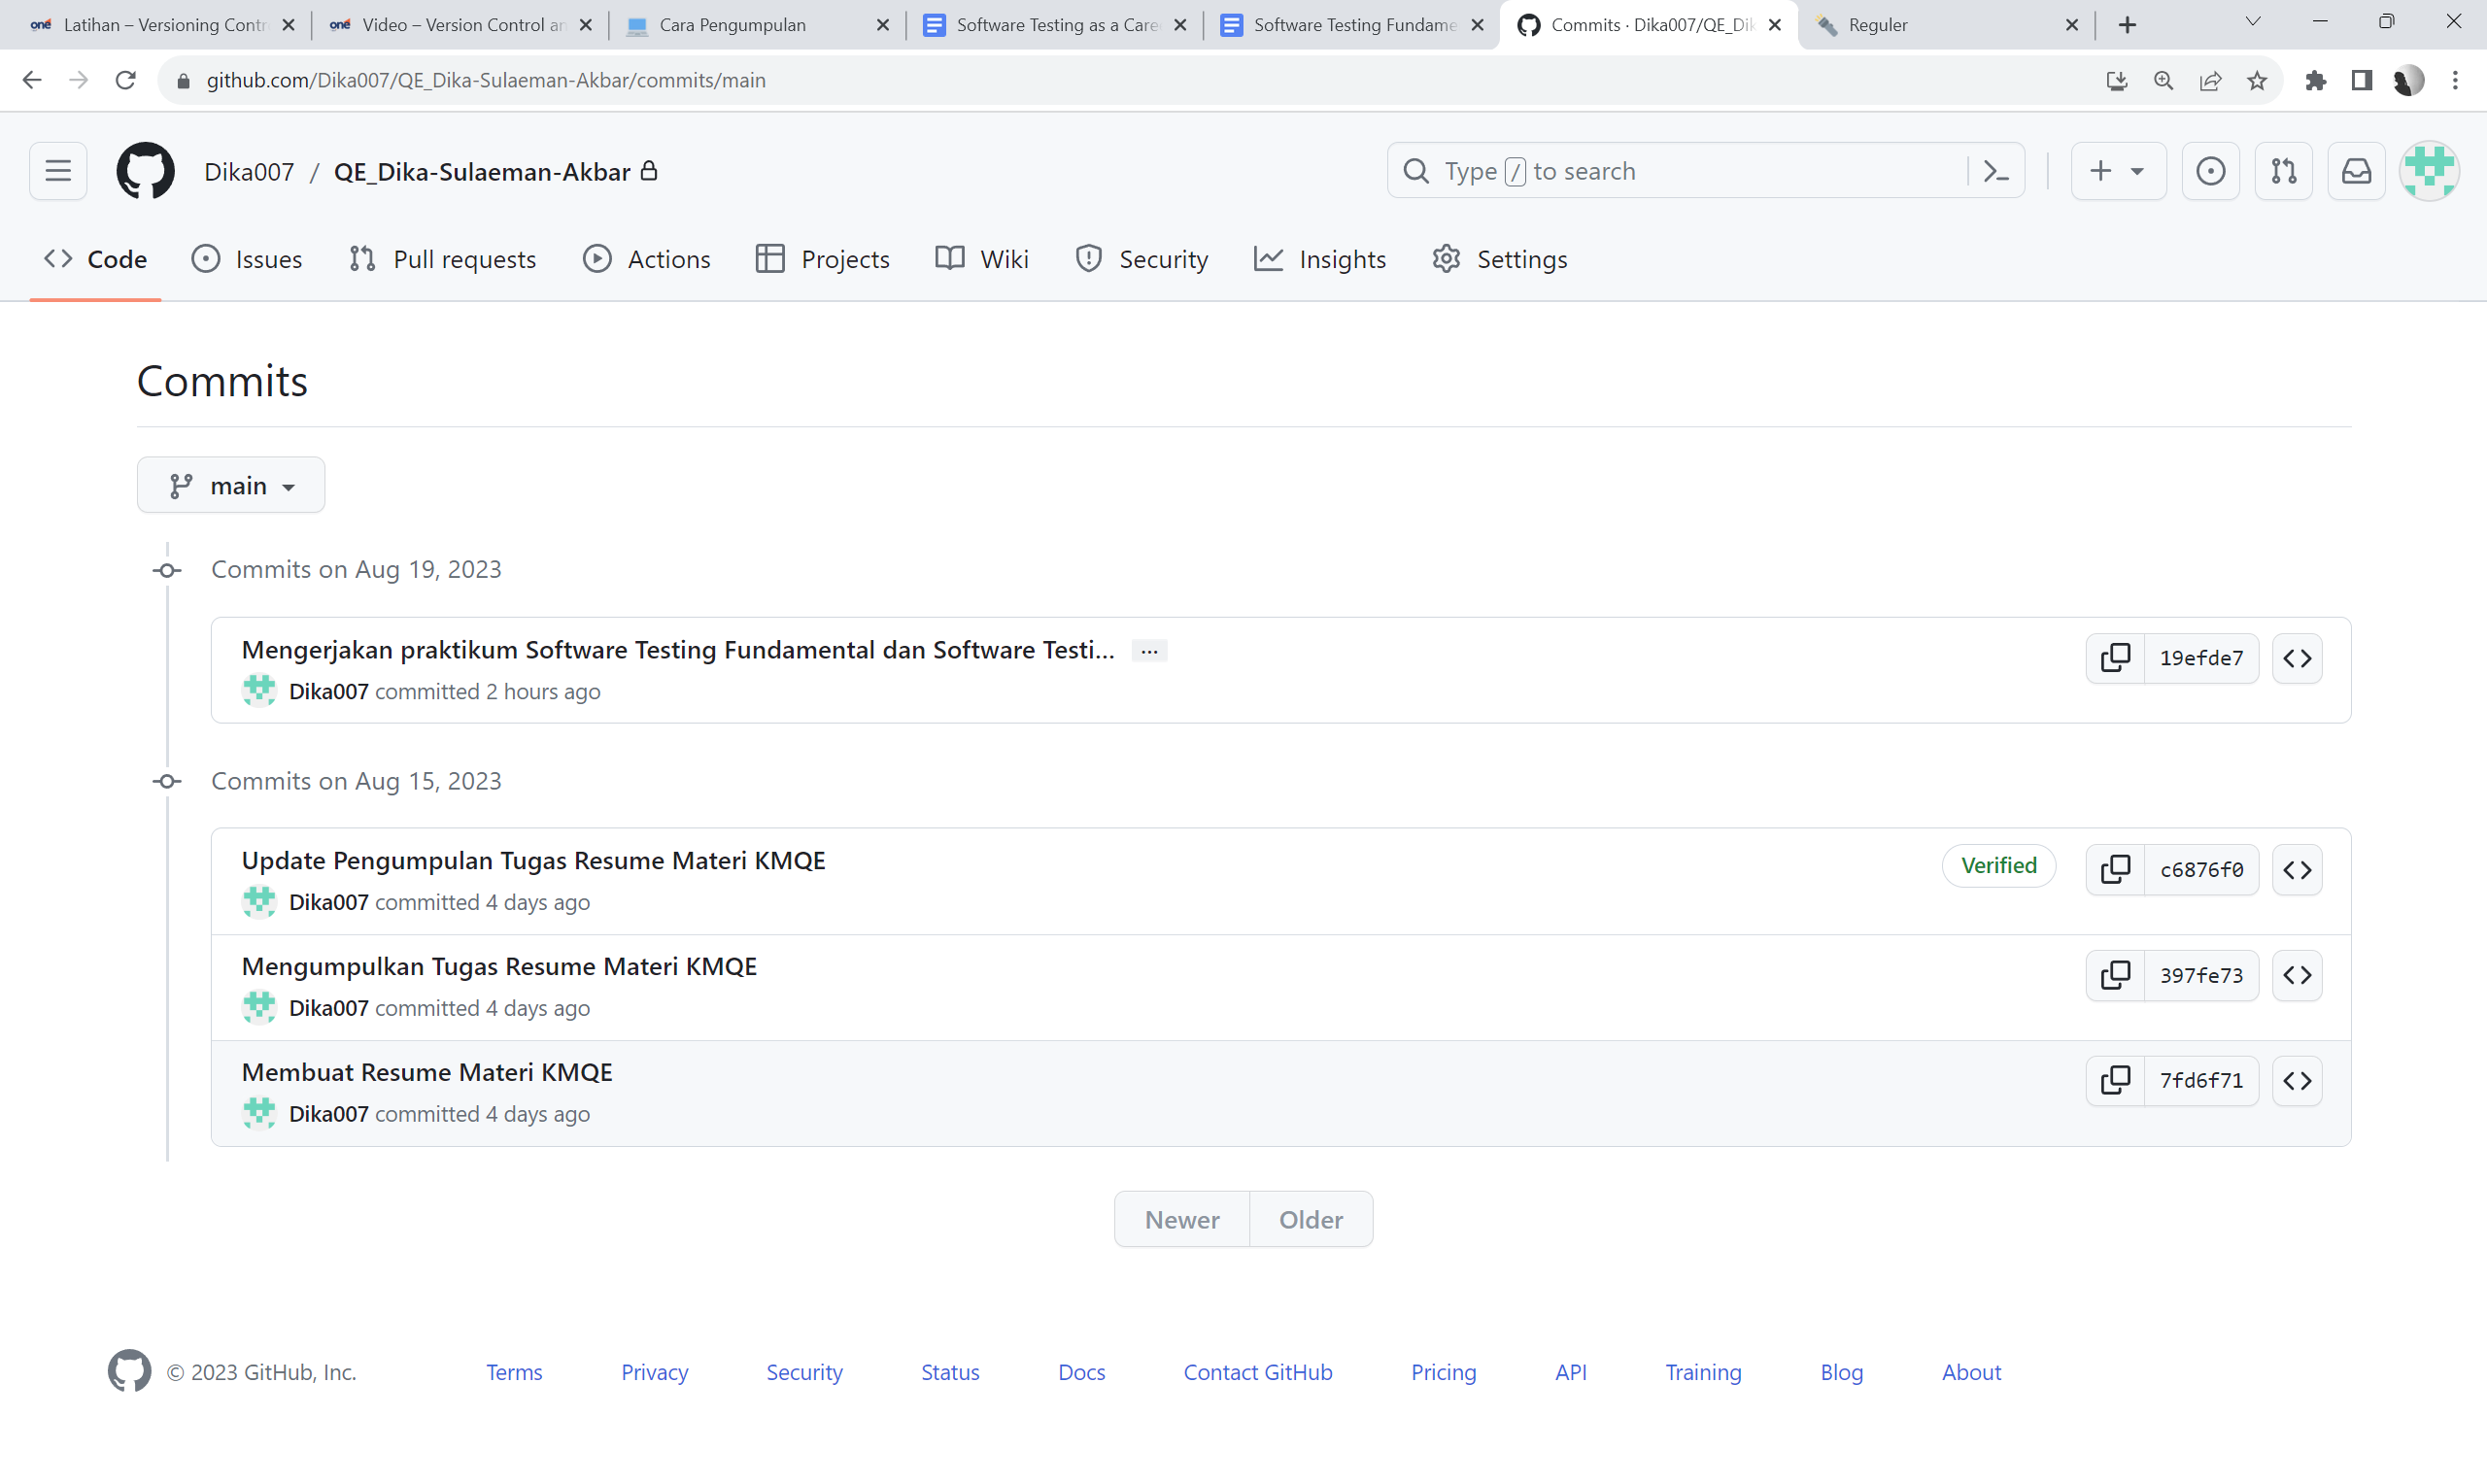 one Latihan – Versioning Contr
one Video – Version Control an
Cara Pengumpulan
Software Testing as a Care
Software Testing Fundame
Commits · Dika007/QE_Dik
Reguler
github.com/Dika007/QE_Dika-Sulaeman-Akbar/commits/main
Dika007 / QE_Dika-Sulaeman-Akbar
Type / to search
Code Issues Pull requests Actions Projects Wiki Security Insights Settings
Commits
main
Commits on Aug 19, 2023
Mengerjakan praktikum Software Testing Fundamental dan Software Testi... ...
19efde7
Dika007 committed 2 hours ago
Commits on Aug 15, 2023
Update Pengumpulan Tugas Resume Materi KMQE
Verified c6876f0
Dika007 committed 4 days ago
Mengumpulkan Tugas Resume Materi KMQE
397fe73
Dika007 committed 4 days ago
Membuat Resume Materi KMQE
7fd6f71
Dika007 committed 4 days ago
Newer Older
© 2023 GitHub, Inc. Terms Privacy Security Status Docs Contact GitHub Pricing API Training Blog About